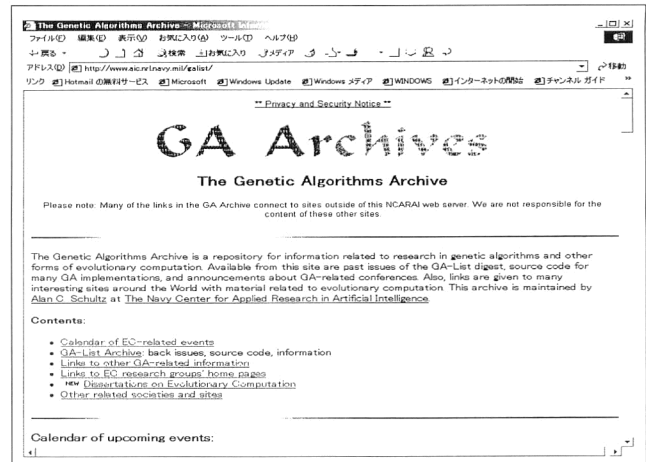 The Genetic Algorithms Archive - Microsoft
ファイル(F) 編集(E) 表示(V) お気に入り(A) ツール(T) ヘルプ(H)
戻る 検索 お気に入り メディア
アドレス(D) http://www.aic.nrl.navy.mil/galist/ 移動
リンク Hotmail の無料サービス Microsoft Windows Update Windows メディア WINDOWS インターネットの開始 チャンネル ガイド »
** Privacy and Security Notice **
GA Archives
The Genetic Algorithms Archive
Please note: Many of the links in the GA Archive connect to sites outside of this NCARAI web server. We are not responsible for the
content of these other sites.
The Genetic Algorithms Archive is a repository for information related to research in genetic algorithms and other
forms of evolutionary computation. Available from this site are past issues of the GA-List digest, source code for
many GA implementations, and announcements about GA-related conferences. Also, links are given to many
interesting sites around the World with material related to evolutionary computation. This archive is maintained by
Alan C. Schultz at The Navy Center for Applied Research in Artificial Intelligence.
Contents:
• Calendar of EC-related events
• GA-List Archive: back issues, source code, information
• Links to other GA-related information
• Links to EC research groups' home pages
• NEW Dissertations on Evolutionary Computation
• Other related societies and sites
Calendar of upcoming events: